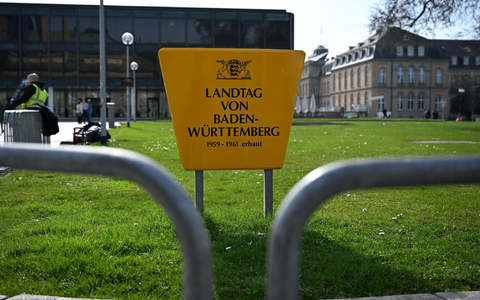 LANDTAG
VON
BADEN-
WÜRTTEMBERG
1959 - 1961 erbaut